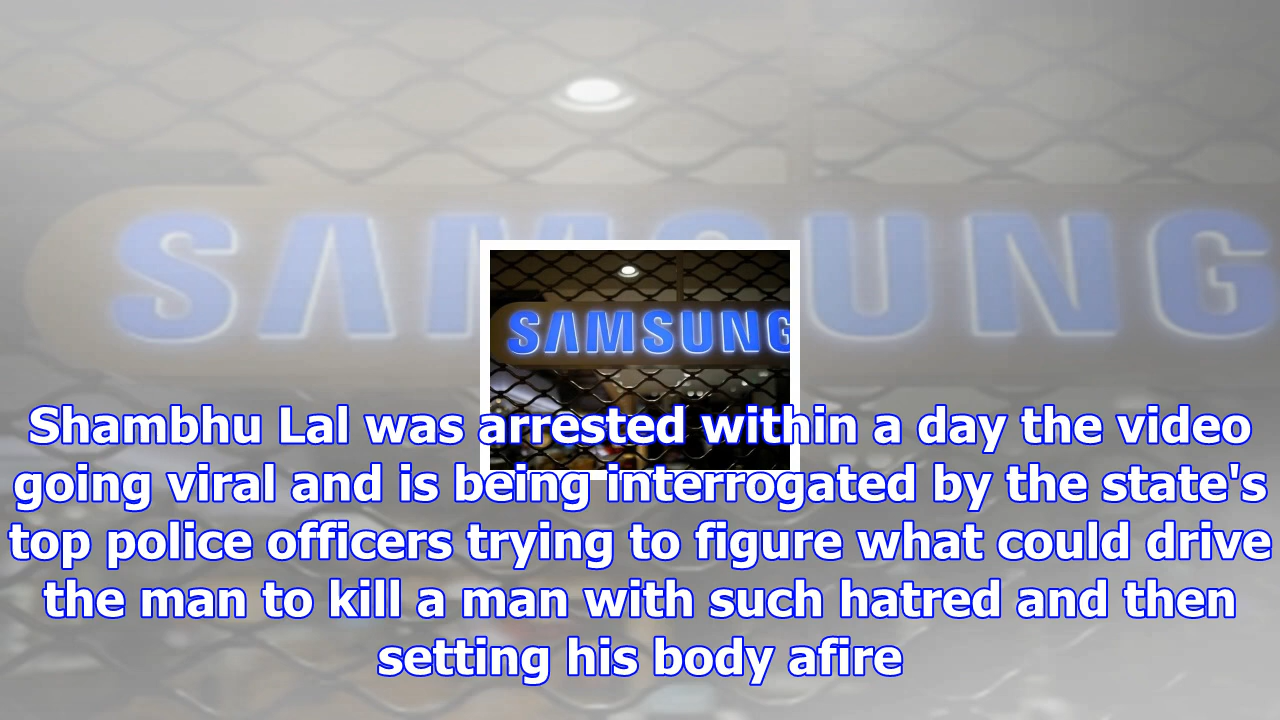 SAMSUNG
SAMSUNG
Shambhu Lal was arrested within a day the video
going viral and is being interrogated by the state's
top police officers trying to figure what could drive
the man to kill a man with such hatred and then
setting his body afire